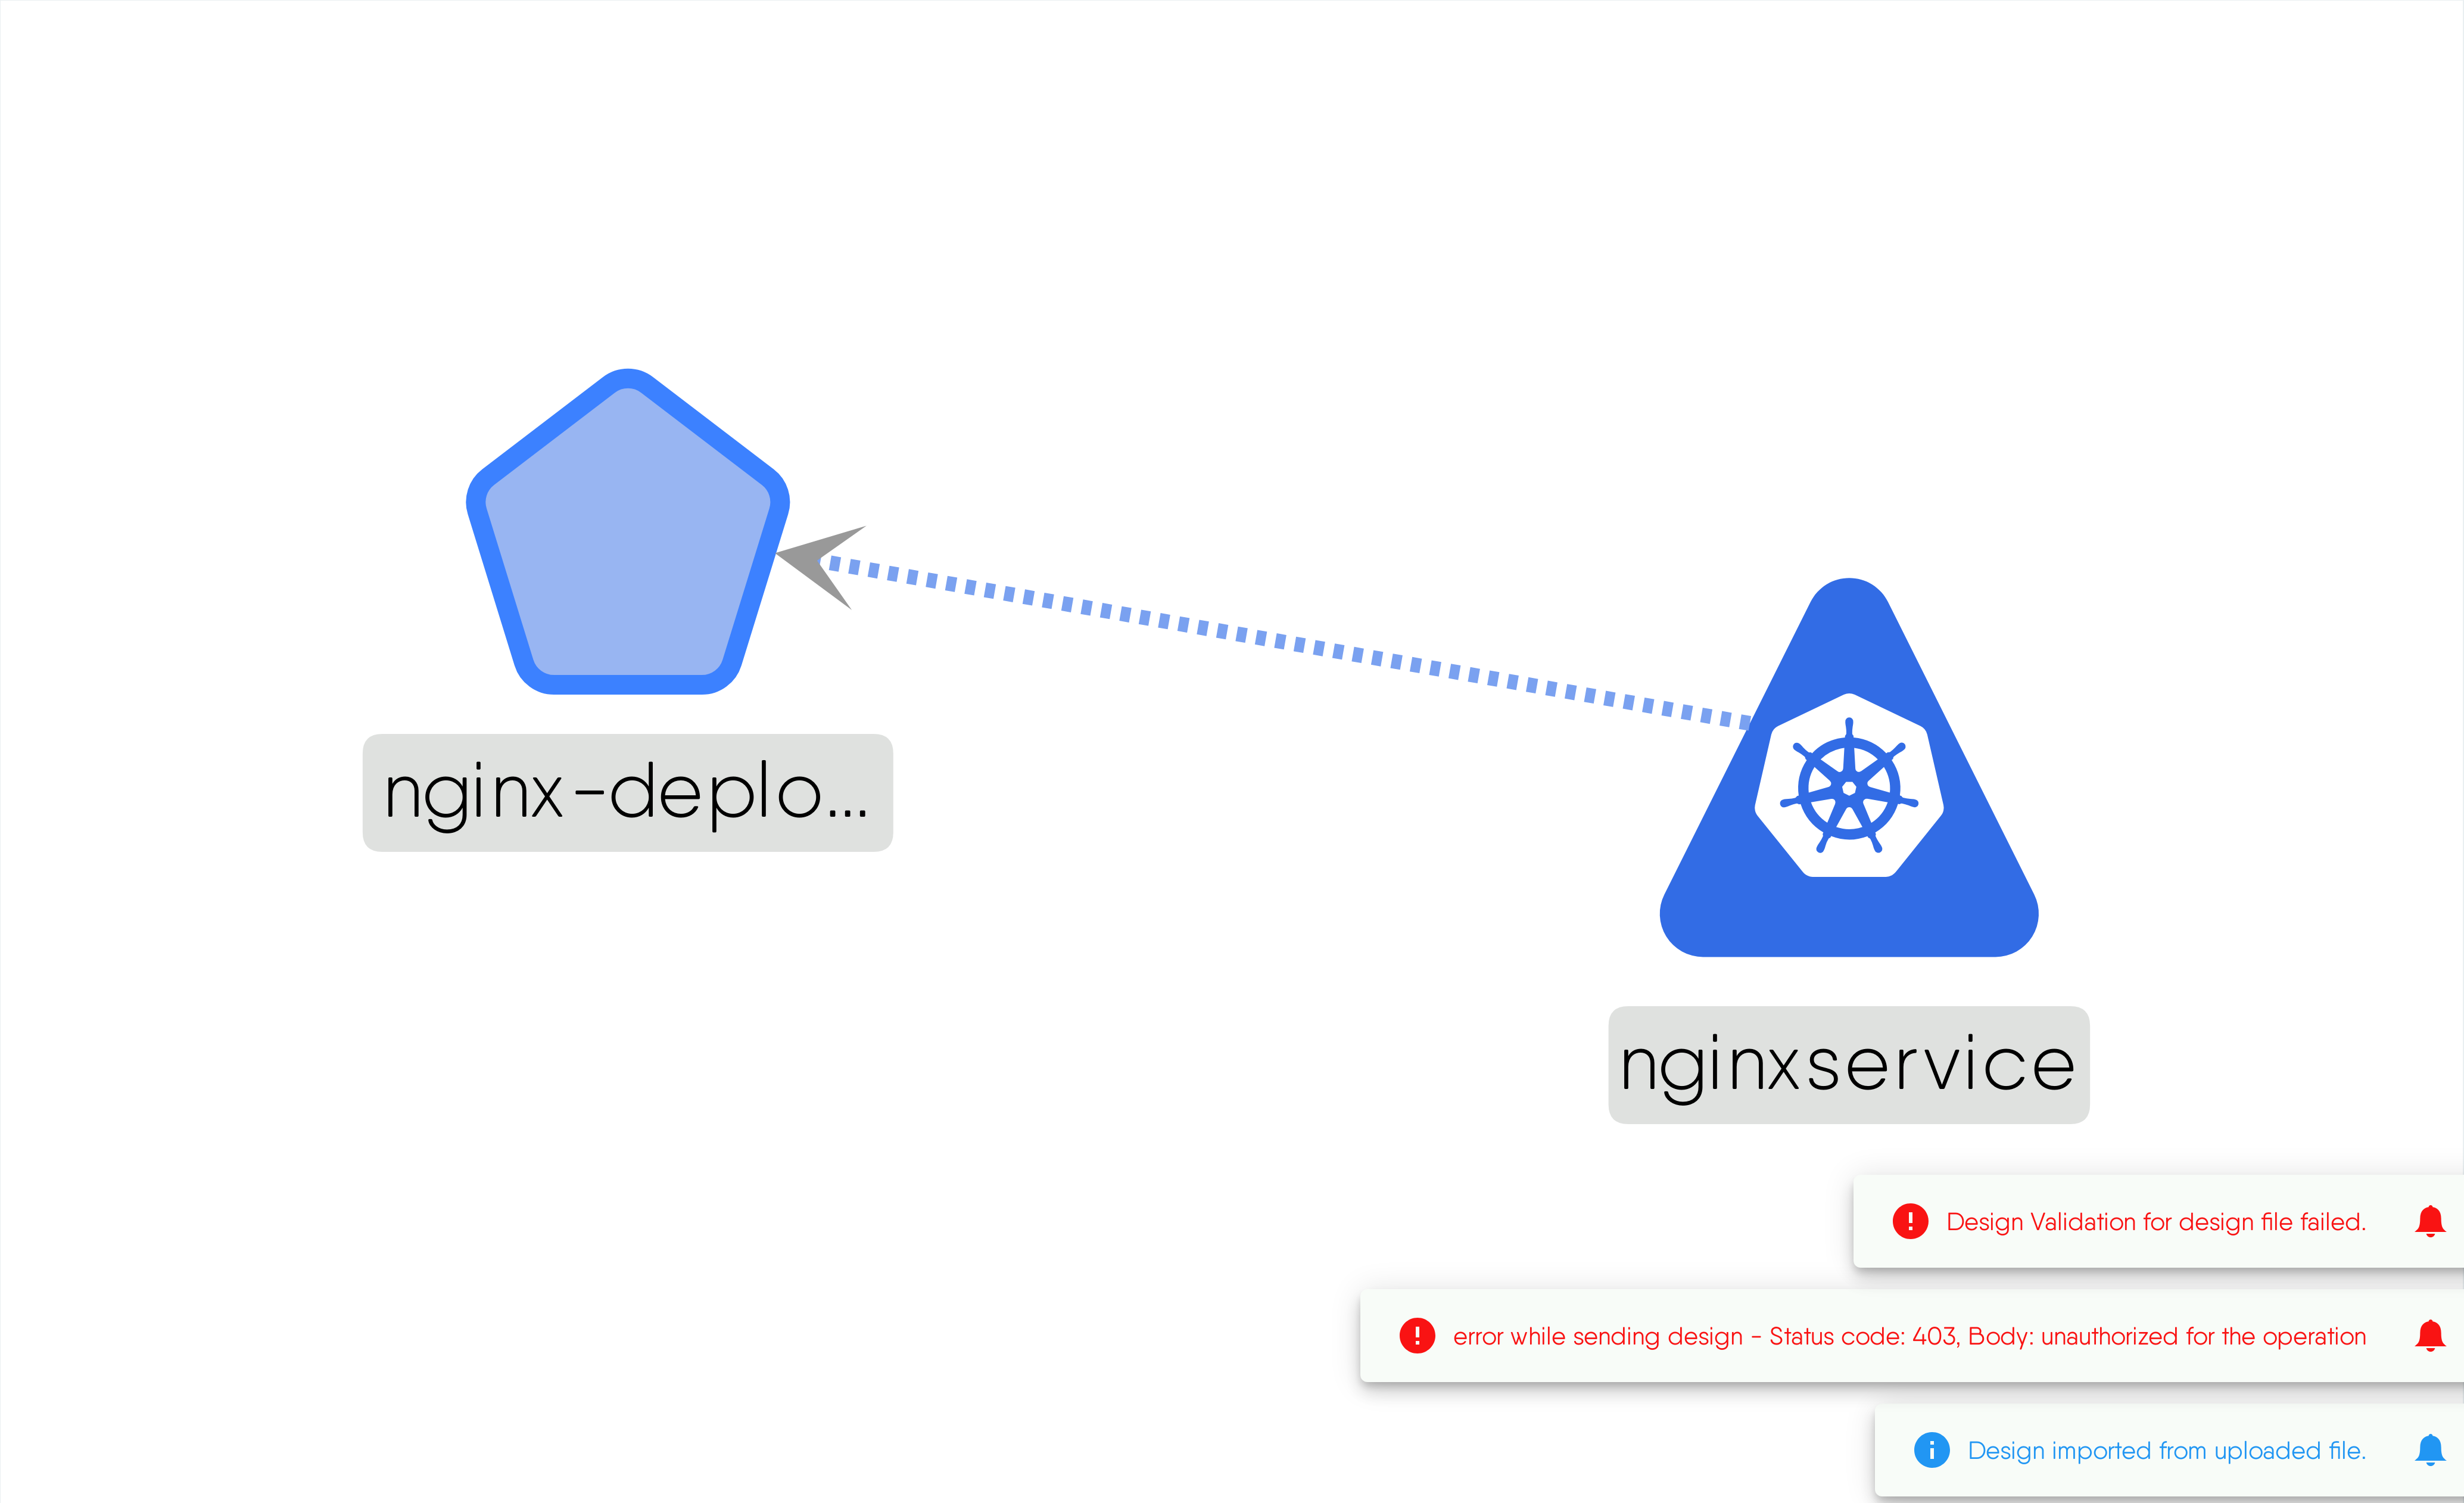 nginx-deplo...
nginxservice
Design Validation for design file failed.
error while sending design - Status code: 403, Body: unauthorized for the operation
Design imported from uploaded file.